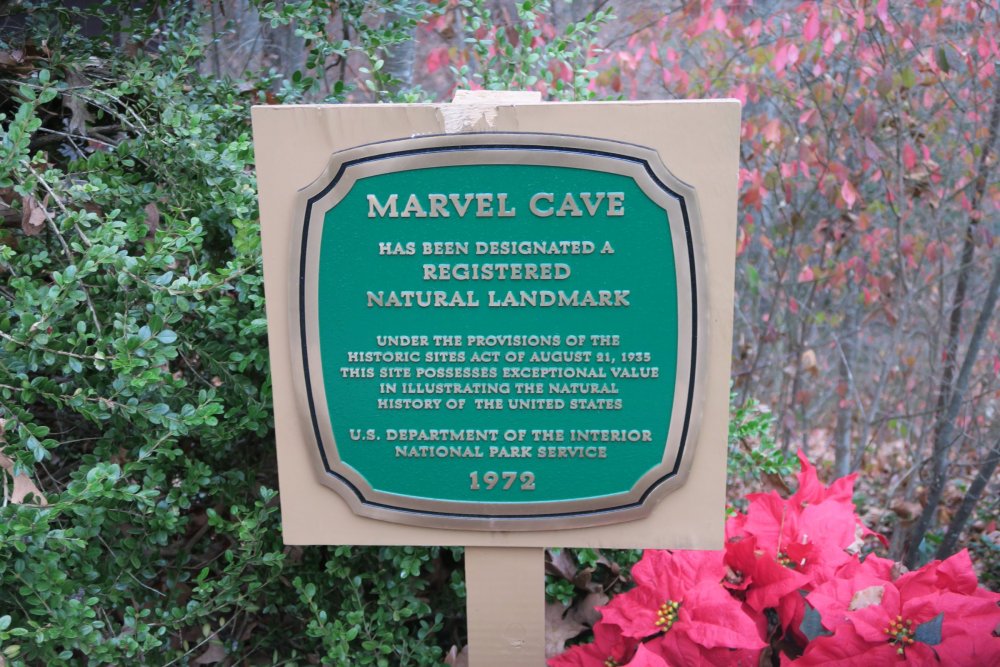 MARVEL CAVE
HAS BEEN DESIGNATED A
REGISTERED
NATURAL LANDMARK
UNDER THE PROVISIONS OF THE
HISTORIC SITES ACT OF AUGUST 21, 1935
THIS SITE POSSESSES EXCEPTIONAL VALUE
IN ILLUSTRATING THE NATURAL
HISTORY OF THE UNITED STATES
U.S. DEPARTMENT OF THE INTERIOR
NATIONAL PARK SERVICE
1972